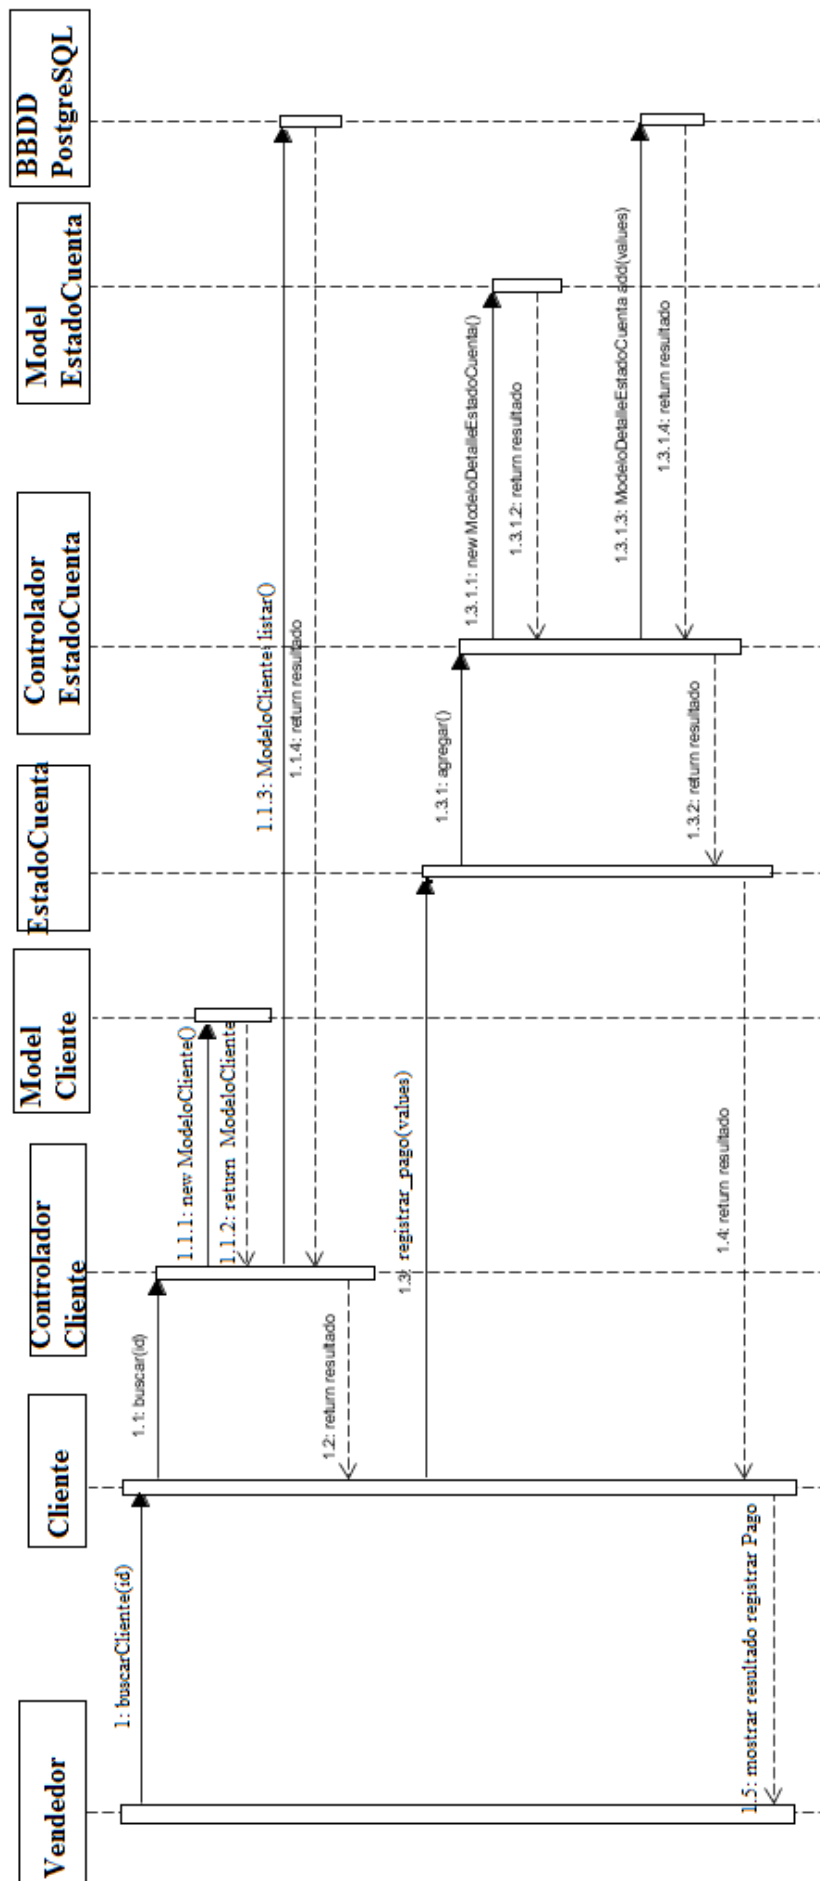 Vendedor
Cliente
Controlador
Cliente
Model
Cliente
EstadoCuenta
Controlador
EstadoCuenta
Model
EstadoCuenta
BBDD
PostgreSQL
1: buscarCliente(id)
1.1: buscar(id)
1.1.1: new ModeloCliente()
1.1.2: return ModeloCliente
1.1.3: ModeloCliente listar()
1.1.4: return resultado
1.2: return resultado
1.3: registrar_pago(values)
1.3.1: agregar()
1.3.1.1: new ModeloDetalleEstadoCuenta()
1.3.1.2: return resultado
1.3.1.3: ModeloDetalleEstadoCuenta add(values)
1.3.1.4: return resultado
1.3.2: return resultado
1.4: return resultado
1.5: mostrar resultado registrar Pago